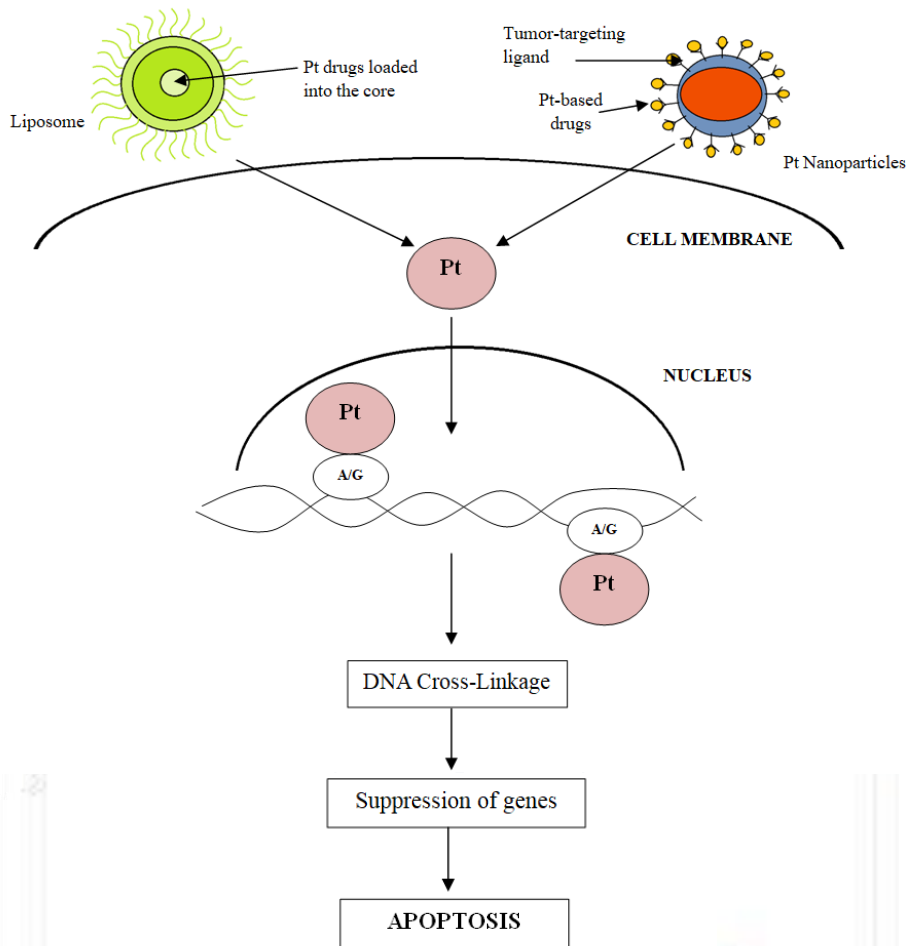 Tumor-targeting
ligand
Pt drugs loaded
into the core
Liposome
Pt-based
drugs
Pt Nanoparticles
CELL MEMBRANE
Pt
NUCLEUS
Pt
A/G
A/G
Pt
DNA Cross-Linkage
Suppression of genes
APOPTOSIS